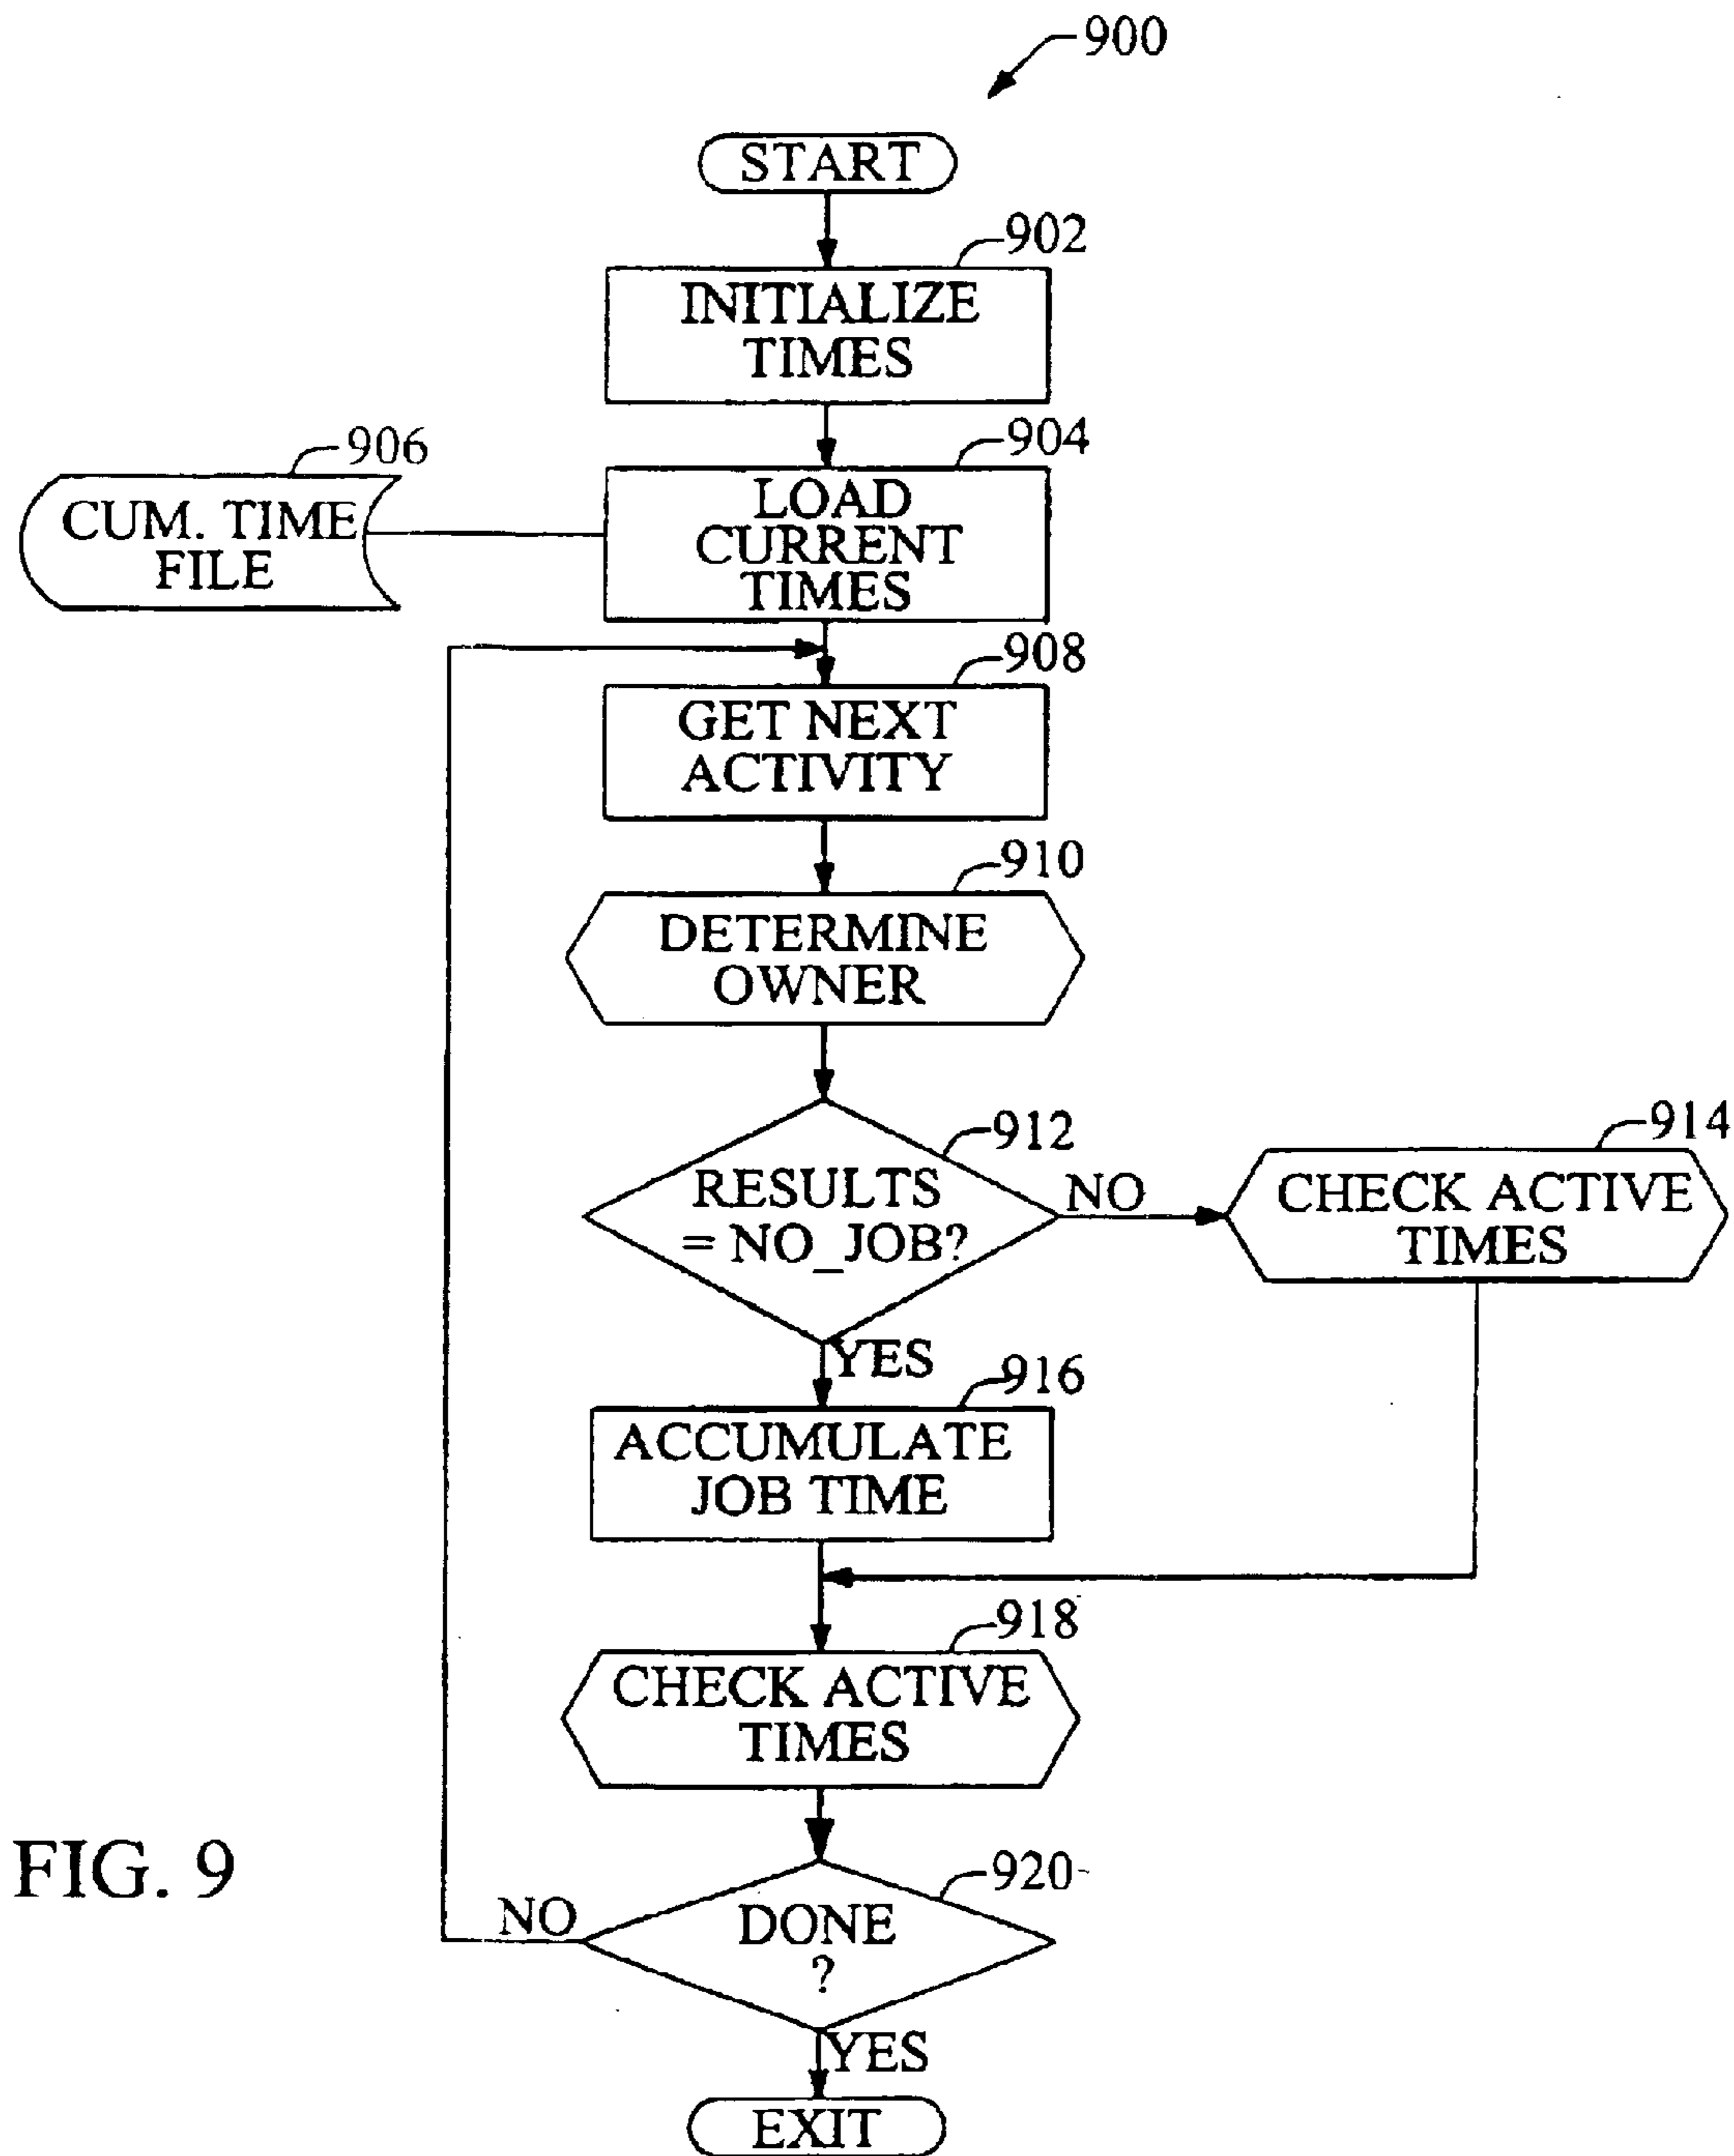 900
START
902
INITIALIZE
TIMES
904
LOAD
CURRENT
TIMES
906
CUM. TIME
FILE
908
GET NEXT
ACTIVITY
910
DETERMINE
OWNER
912
RESULTS
= NO_JOB?
NO
914
CHECK ACTIVE
TIMES
YES
916
ACCUMULATE
JOB TIME
918
CHECK ACTIVE
TIMES
920
DONE
?
NO
YES
EXIT
FIG. 9